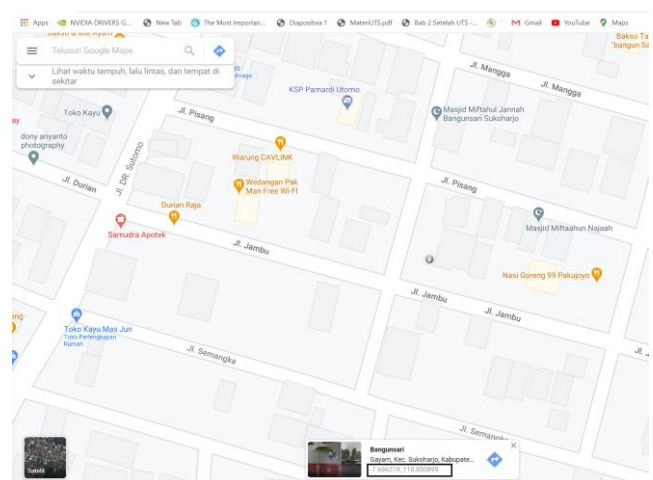 Apps
NVIDIA DRIVERS G...
New Tab
The Most Importan...
Diapositiva 1
MateriUTS.pdf
Bab 2 Setelah UTS -...
Gmail
YouTube
Maps
Telusuri Google Maps
Lihat waktu tempuh, lalu lintas, dan tempat di
sekitar
Bakso Ta
"bangun Sa
Jl. Mangga
Jl. Mangga
KSP Pamardi Utomo
Toko Kayu
Jl. Pisang
Masjid Miftahul Jannah
Bangunsari Sukoharjo
ay
dony ariyanto
photography
Jl. DR. Sutomo
Warung CAVLINK
Jl. Durian
Wedangan Pak
Man Free WI-FI
Jl. Pisang
Durian Raja
Samudra Apotek
Masjid Miftaahun Najaah
Jl. Jambu
Nasi Goreng 99 Pakujoyo
Jl. Jambu
Jl. Jambu
ng
Toko Kayu Mas Jun
Toko Perlengkapan
Rumah
Jl. Semangka
Jl. J
Jl. Semangka
Satelit
Bangunsari
Gayam, Kec. Sukoharjo, Kabupate...
-7.686219, 110.850899